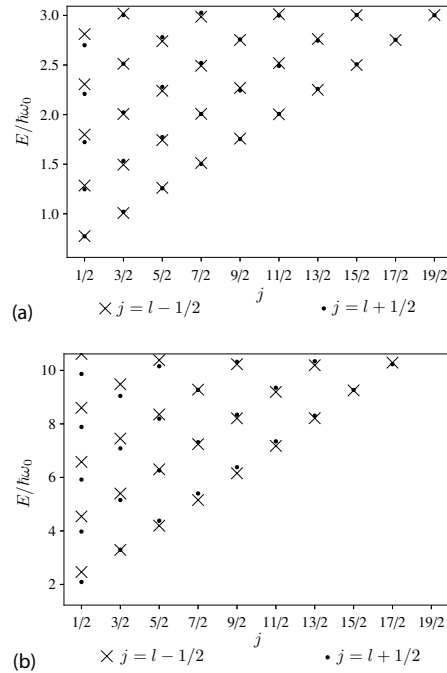 3.0
2.5
2.0
1.5
1.0
E/ħω₀
1/2 3/2 5/2 7/2 9/2 11/2 13/2 15/2 17/2 19/2
j
(a) × j = l − 1/2 • j = l + 1/2
10
8
6
4
2
E/ħω₀
1/2 3/2 5/2 7/2 9/2 11/2 13/2 15/2 17/2 19/2
j
(b) × j = l − 1/2 • j = l + 1/2